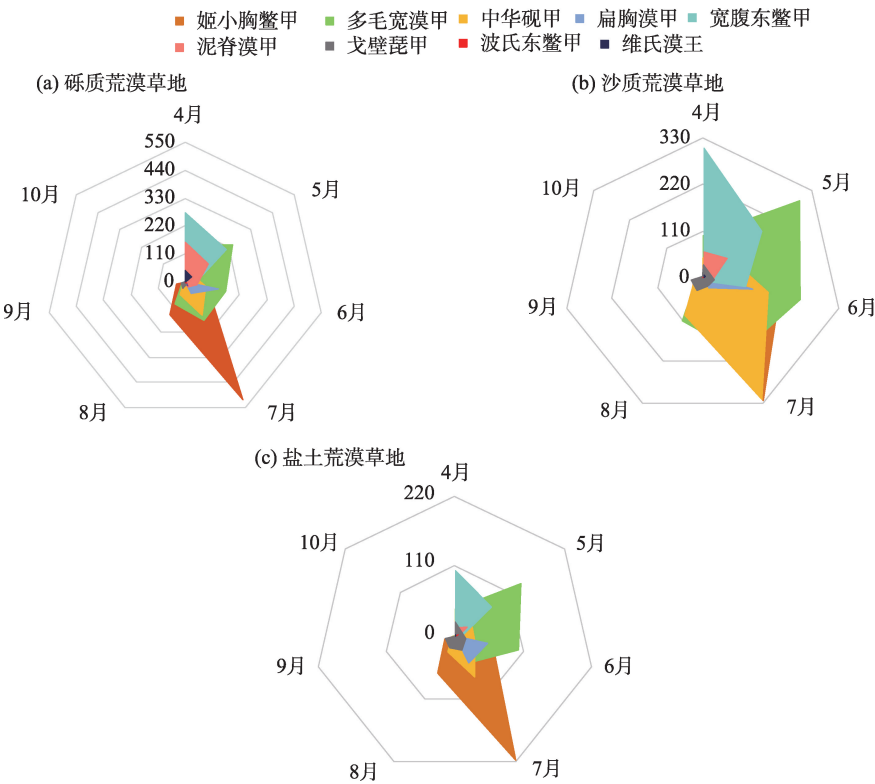 姬小胸鳖甲 多毛宽漠甲 中华砚甲 扁胸漠甲 宽腹东鳖甲
泥脊漠甲 戈壁琵甲 波氏东鳖甲 维氏漠王
(a) 砾质荒漠草地
4月
550
440
330
220
110
0
5月
6月
7月
8月
9月
10月
(b) 沙质荒漠草地
4月
330
220
110
0
5月
6月
7月
8月
9月
10月
(c) 盐土荒漠草地
4月
220
110
0
5月
6月
7月
8月
9月
10月